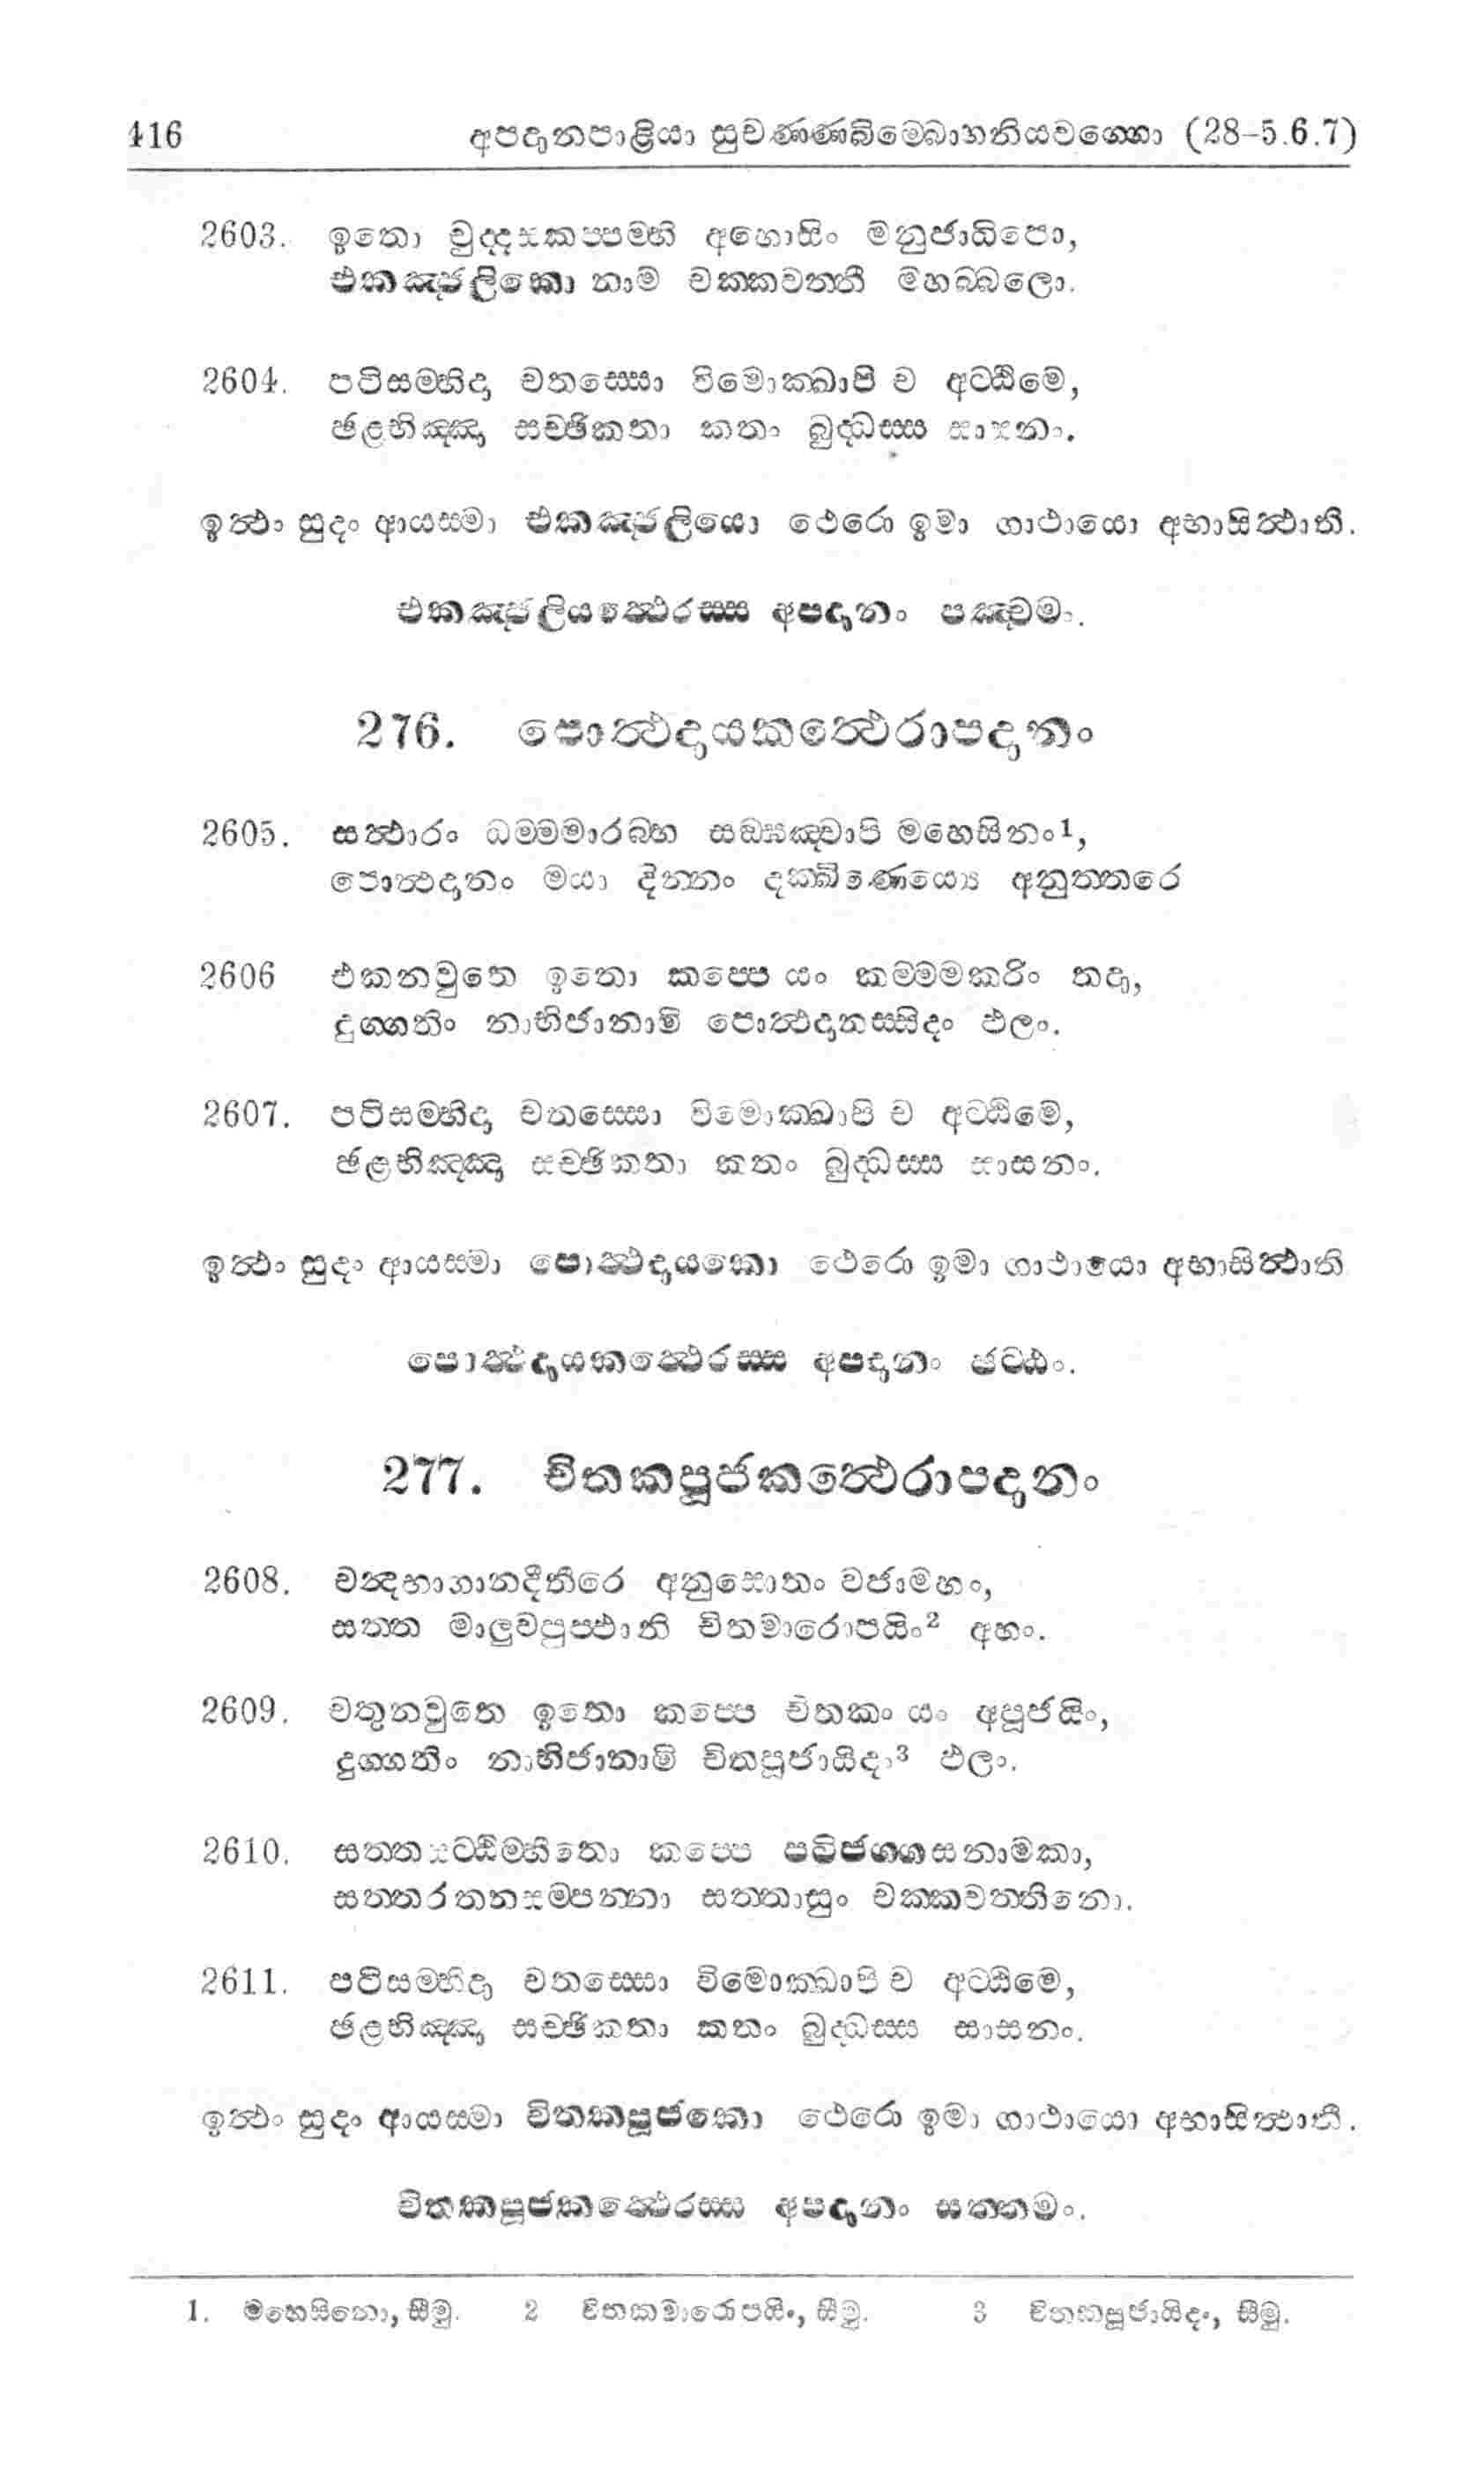 416 අපදානපාළියා සුවණ්ණබිම්බොහනියවග්ගො (28–5.6.7)
2603. ඉතො චුද්දසකප්පම්හි අහොසිං මනුජාධිපො,
එකඤ්ජලිකො නාම චක්කවත්තී මහබ්බලො.
2604. පටිසම්භිදා චතස්සො විමොක්ඛාපි ච අට්ඨිමෙ,
ඡළභිඤ්ඤා සච්ඡිකතා කතං බුද්ධස්ස සාසනං.
ඉත්ථං සුදං ආයස්මා එකඤ්ජලියො ථෙරො ඉමා ගාථායො අභාසිත්ථාති.
එකඤ්ජලියත්ථෙරස්ස අපදානං පඤ්චමං.
276. පොත්ථදායකත්ථෙරාපදානං
2605. සත්ථාරං ධම්මමාරබ්භ සඞ්ඝඤ්චාපි මහෙසිනං1,
පොත්ථදානං මයා දින්නං දක්ඛිණෙය්‍යෙ අනුත්තරෙ
2606 එකනවුතෙ ඉතො කප්පෙ යං කම්මමකරිං තදා,
දුග්ගතිං නාභිජානාමි පොත්ථදානස්සිදං ඵලං.
2607. පටිසම්භිදා චතස්සො විමොක්ඛාපි ච අට්ඨිමෙ,
ඡළභිඤ්ඤා සච්ඡිකතා කතං බුද්ධස්ස සාසනං.
ඉත්ථං සුදං ආයස්මා පොත්ථදායකො ථෙරො ඉමා ගාථායො අභාසිත්ථාති
පොත්ථදායකත්ථෙරස්ස අපදානං ඡට්ඨං.
277. චිතකපූජකත්ථෙරාපදානං
2608. චන්දභාගානදීතීරෙ අනුසොතං වජාමහං,
සත්ත මාලුවපුප්ඵානි චිතමාරොපයිං2 අහං.
2609. චතුනවුතෙ ඉතො කප්පෙ චිතකං යං අපූජයිං,
දුග්ගතිං නාභිජානාමි චිතපූජායිදං3 ඵලං.
2610. සත්තසට්ඨිම්හිතො කප්පෙ පටිජග්ගසනාමකා,
සත්තරතනසම්පන්නා සත්තාසුං චක්කවත්තිනො.
2611. පටිසම්භිදා චතස්සො විමොක්ඛාපි ච අට්ඨිමෙ,
ඡළභිඤ්ඤා සච්ඡිකතා කතං බුද්ධස්ස සාසනං.
ඉත්ථං සුදං ආයස්මා චිතකපූජකො ථෙරො ඉමා ගාථායො අභාසිත්ථාති.
චිතකපූජකත්ථෙරස්ස අපදානං සත්තමං.
1. මහෙසිනො, සීමු. 2 චිතකමාරොපයිං, සීමු. 3 චිතකපූජායිදං, සීමු.